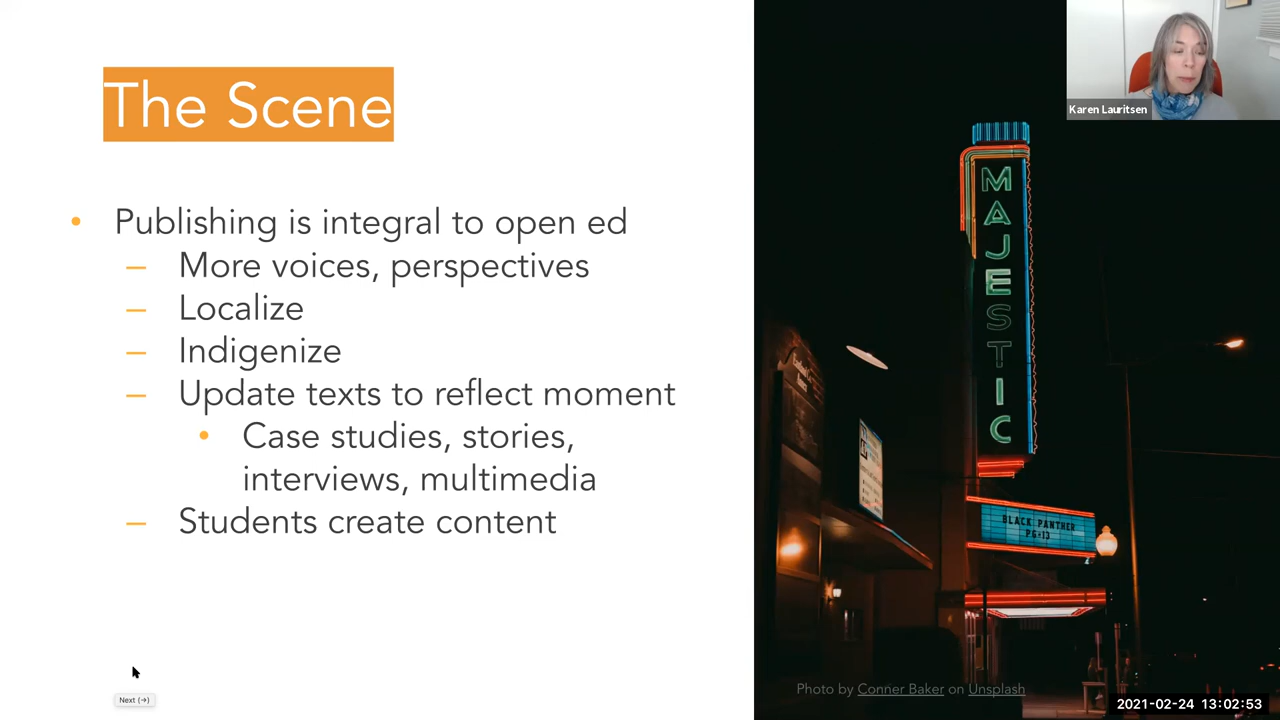 The Scene
• Publishing is integral to open ed
– More voices, perspectives
– Localize
– Indigenize
– Update texts to reflect moment
• Case studies, stories,
interviews, multimedia
– Students create content
Next (→)
Karen Lauritsen
MAJESTIC
BLACK PANTHER
PG-13
Photo by Conner Baker on Unsplash
2021-02-24 13:02:53